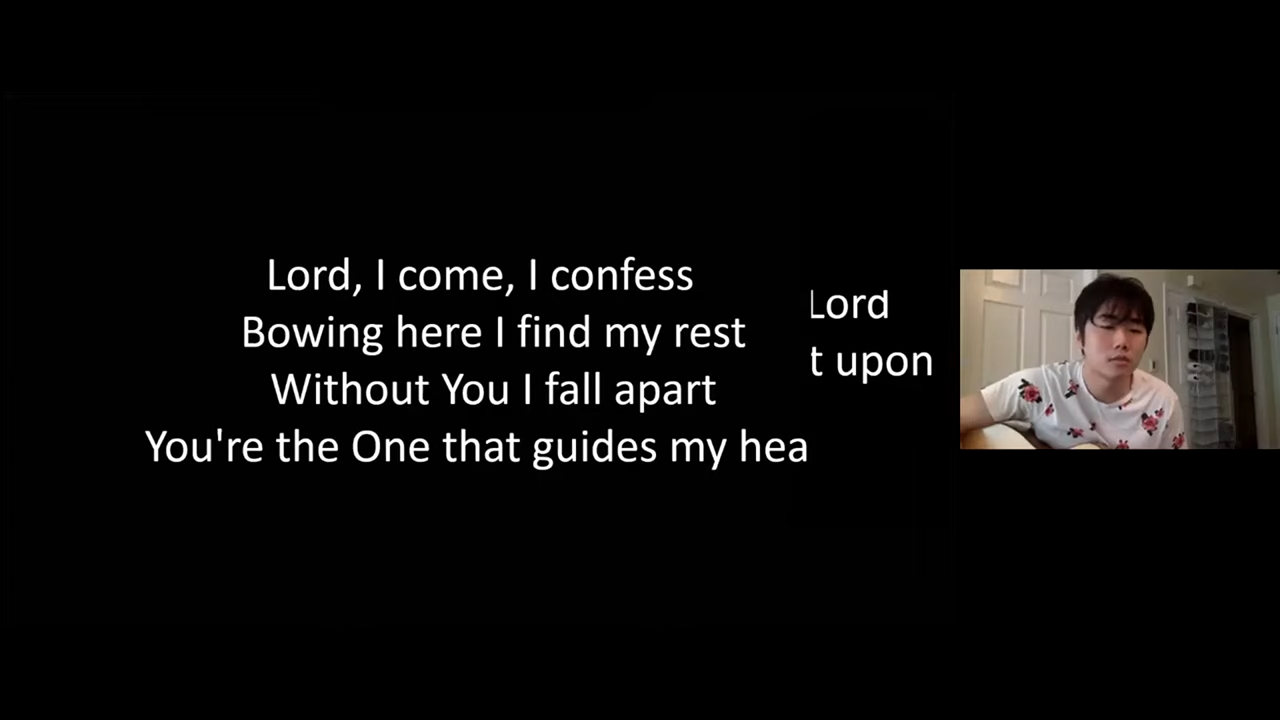 Lord, I come, I confess
Bowing here I find my rest
Without You I fall apart
You're the One that guides my hea
Lord
t upon